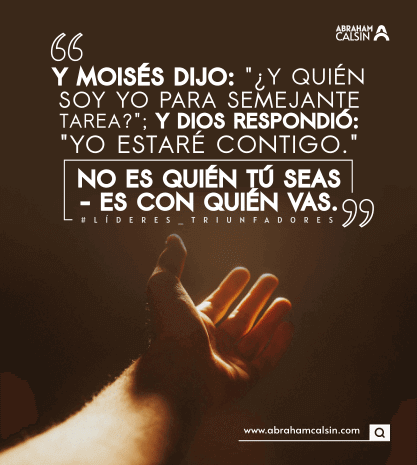 ABRAHAM
CALSIN
Y MOISÉS DIJO: "¿Y QUIÉN
SOY YO PARA SEMEJANTE
TAREA?"; Y DIOS RESPONDIÓ:
"YO ESTARÉ CONTIGO."
NO ES QUIÉN TÚ SEAS
- ES CON QUIÉN VAS.
#LÍDERES_TRIUNFADORES
www.abrahamcalsin.com